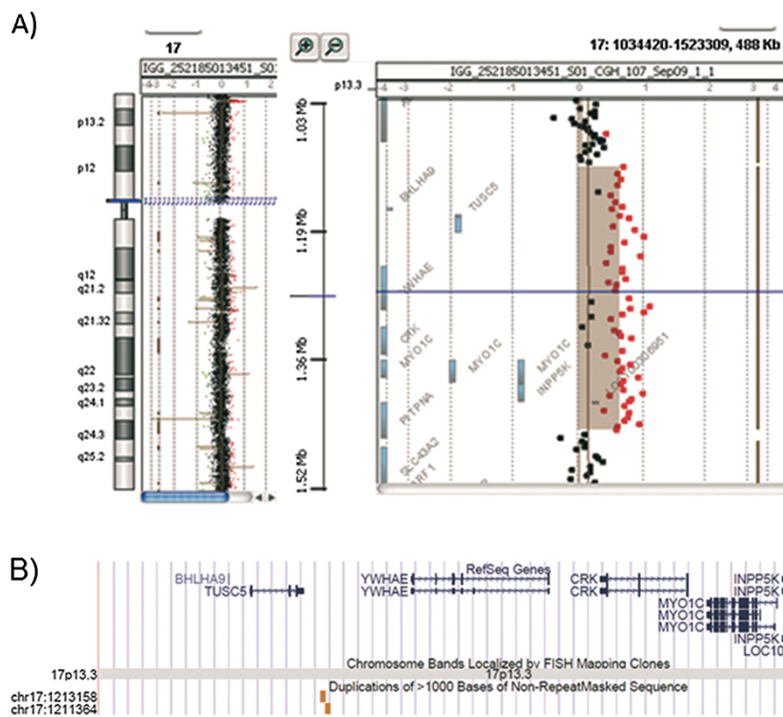 A)
17
17: 1034420-1523309, 488 Kb
IGG_252185013451_S0
IGG_252185013451_S01_CGH_107_Sep09_1_1
-4 -3 -2 -1 0 1 2
p13.3
-4 -3 -2 -1 0 1 2 3 4
p13.2
p12
q12
q21.2
q21.32
q22
q23.2
q24.1
q24.3
q25.2
1.03 Mb
1.19 Mb
1.36 Mb
1.52 Mb
BHLHA9
TUSC5
YWHAE
CRK
MYO1C
MYO1C
MYO1C
INPP5K
PITPNA
SLC43A2
B)
RefSeq Genes
BHLHA9
TUSC5
YWHAE
YWHAE
CRK
CRK
INPP5K
INPP5K
MYO1C
MYO1C
MYO1C
INPP5K
LOC10
Chromosome Bands Localized by FISH Mapping Clones
17p13.3
17p13.3
Duplications of >1000 Bases of Non-RepeatMasked Sequence
chr17:1213158
chr17:1211364